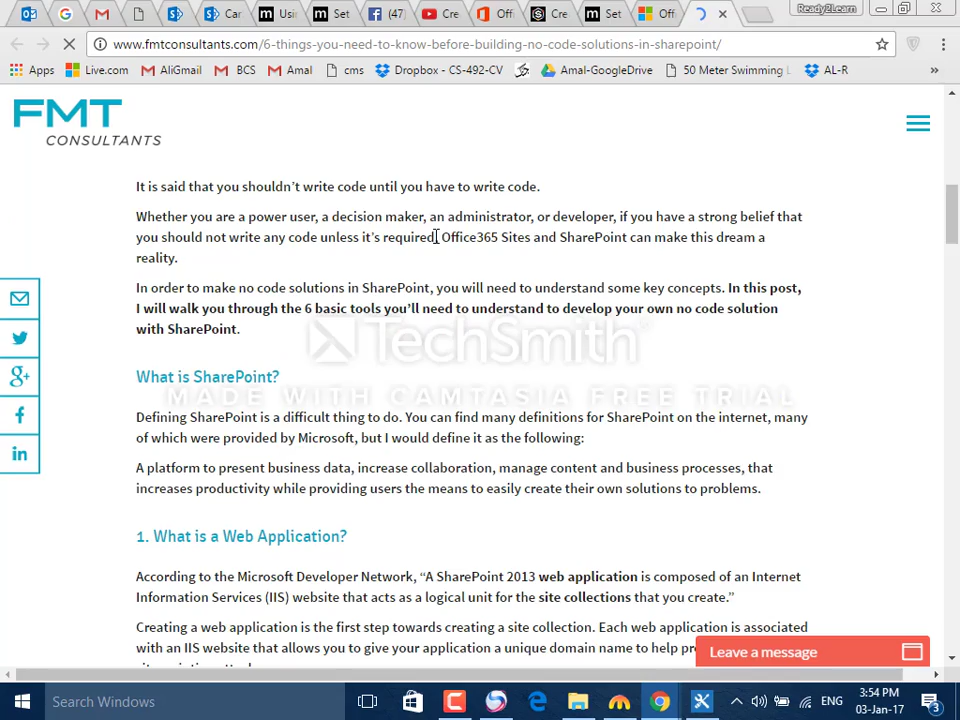 Car
Usi
Set
(47)
Cre
Off
Cre
Set
Off
Ready2Learn
www.fmtconsultants.com/6-things-you-need-to-know-before-building-no-code-solutions-in-sharepoint/
Apps
Live.com
AliGmail
BCS
Amal
cms
Dropbox - CS-492-CV
Amal-GoogleDrive
50 Meter Swimming
AL-R
»
FMT
CONSULTANTS
It is said that you shouldn’t write code until you have to write code.
Whether you are a power user, a decision maker, an administrator, or developer, if you have a strong belief that
you should not write any code unless it’s required, Office365 Sites and SharePoint can make this dream a
reality.
In order to make no code solutions in SharePoint, you will need to understand some key concepts. In this post,
I will walk you through the 6 basic tools you’ll need to understand to develop your own no code solution
with SharePoint.
TechSmith
MADE WITH CAMTASIA FREE TRIAL
What is SharePoint?
Defining SharePoint is a difficult thing to do. You can find many definitions for SharePoint on the internet, many
of which were provided by Microsoft, but I would define it as the following:
A platform to present business data, increase collaboration, manage content and business processes, that
increases productivity while providing users the means to easily create their own solutions to problems.
1. What is a Web Application?
According to the Microsoft Developer Network, “A SharePoint 2013 web application is composed of an Internet
Information Services (IIS) website that acts as a logical unit for the site collections that you create.”
Creating a web application is the first step towards creating a site collection. Each web application is associated
with an IIS website that allows you to give your application a unique domain name to help pr
Leave a message
Search Windows
ENG
3:54 PM
03-Jan-17
3